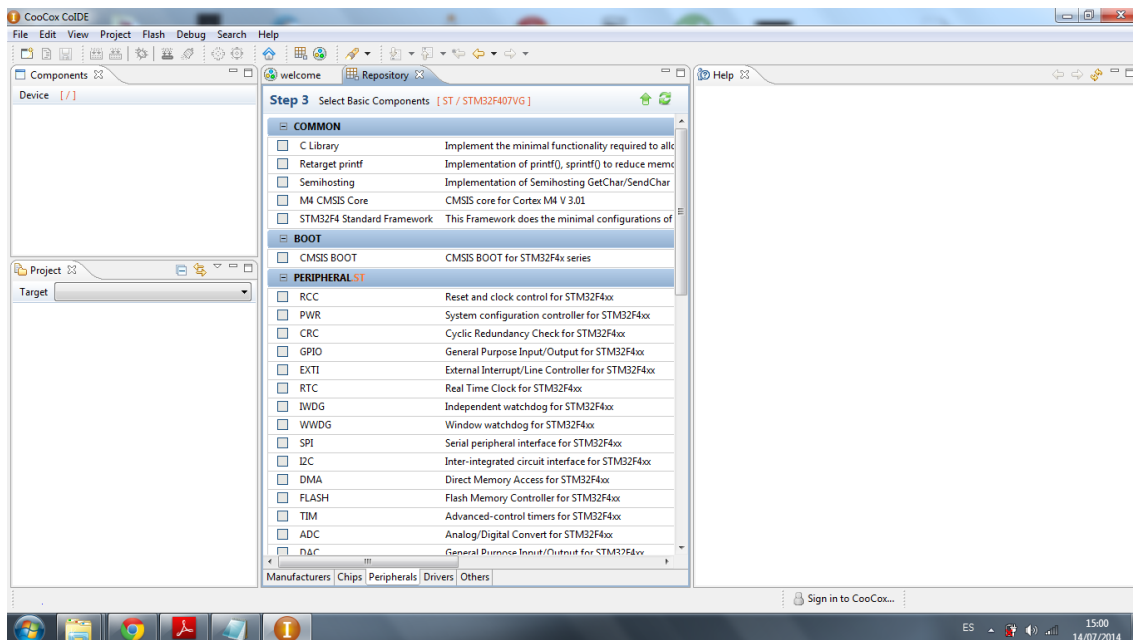 CooCox CoIDE
File Edit View Project Flash Debug Search Help
Components
Device [ / ]
Project
Target
welcome
Repository
Step 3 Select Basic Components [ ST / STM32F407VG ]
COMMON
C Library Implement the minimal functionality required to allo
Retarget printf Implementation of printf(), sprintf() to reduce memo
Semihosting Implementation of Semihosting GetChar/SendChar
M4 CMSIS Core CMSIS core for Cortex M4 V 3.01
STM32F4 Standard Framework This Framework does the minimal configurations of
BOOT
CMSIS BOOT CMSIS BOOT for STM32F4x series
PERIPHERAL.ST
RCC Reset and clock control for STM32F4xx
PWR System configuration controller for STM32F4xx
CRC Cyclic Redundancy Check for STM32F4xx
GPIO General Purpose Input/Output for STM32F4xx
EXTI External Interrupt/Line Controller for STM32F4xx
RTC Real Time Clock for STM32F4xx
IWDG Independent watchdog for STM32F4xx
WWDG Window watchdog for STM32F4xx
SPI Serial peripheral interface for STM32F4xx
I2C Inter-integrated circuit interface for STM32F4xx
DMA Direct Memory Access for STM32F4xx
FLASH Flash Memory Controller for STM32F4xx
TIM Advanced-control timers for STM32F4xx
ADC Analog/Digital Convert for STM32F4xx
DAC General Purpose Input/Output for STM32F4xx
Manufacturers Chips Peripherals Drivers Others
Help
Sign in to CooCox...
ES
15:00
14/07/2014